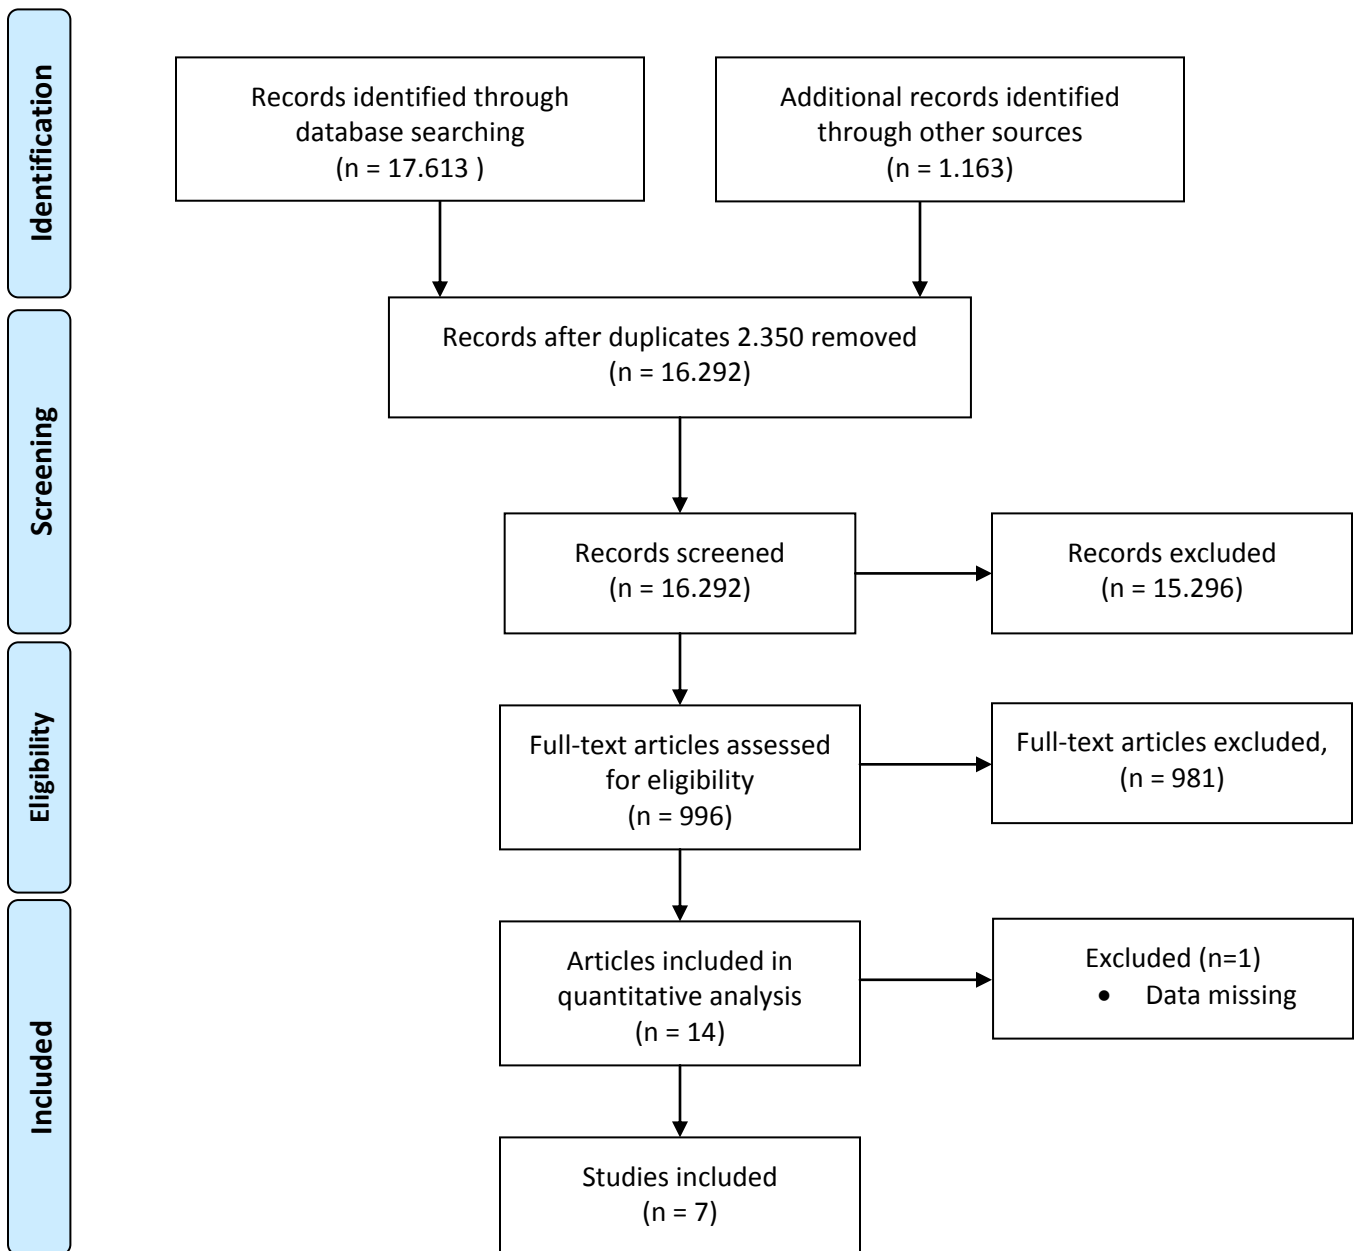 Identification
Records identified through
database searching
(n = 17.613 )
Additional records identified
through other sources
(n = 1.163)
Screening
Records after duplicates 2.350 removed
(n = 16.292)
Records screened
(n = 16.292)
Records excluded
(n = 15.296)
Eligibility
Full-text articles assessed
for eligibility
(n = 996)
Full-text articles excluded,
(n = 981)
Included
Articles included in
quantitative analysis
(n = 14)
Excluded (n=1)
• Data missing
Studies included
(n = 7)